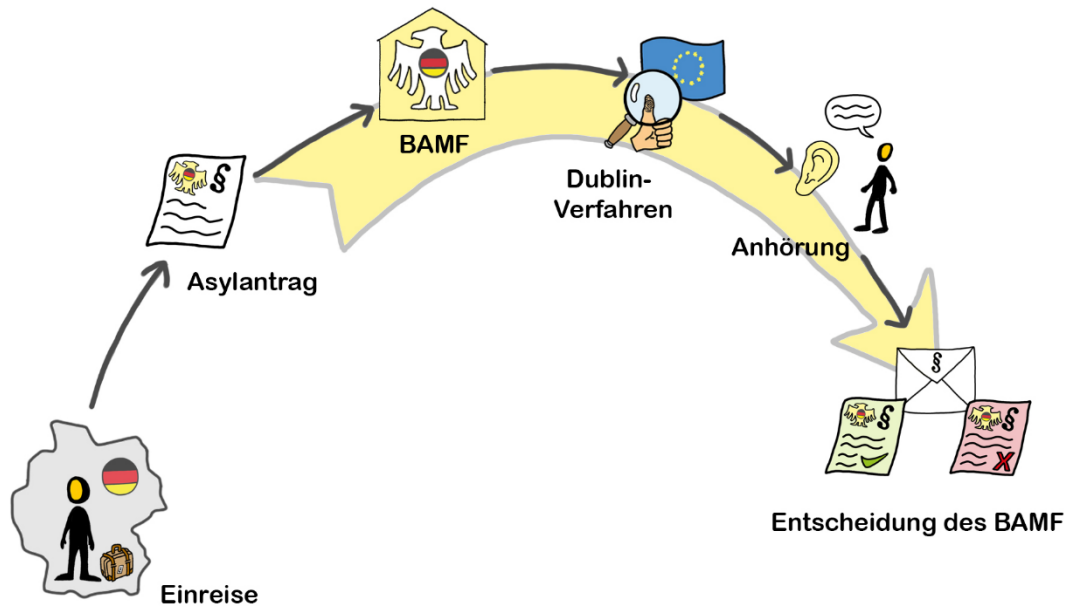 BAMF
Dublin-
Verfahren
§
Anhörung
Asylantrag
§
§
§
X
Entscheidung des BAMF
Einreise